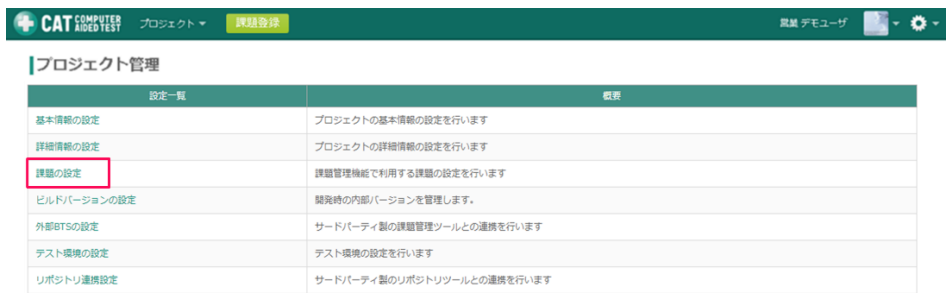 CAT COMPUTER AIDED TEST プロジェクト 課題登録 営業 デモユーザ
プロジェクト管理
設定一覧 概要
基本情報の設定 プロジェクトの基本情報の設定を行います
詳細情報の設定 プロジェクトの詳細情報の設定を行います
課題の設定 課題管理機能で利用する課題の設定を行います
ビルドバージョンの設定 開発時の内部バージョンを管理します。
外部BTSの設定 サードパーティ製の課題管理ツールとの連携を行います
テスト環境の設定 テスト環境の設定を行います
リポジトリ連携設定 サードパーティ製のリポジトリツールとの連携を行います